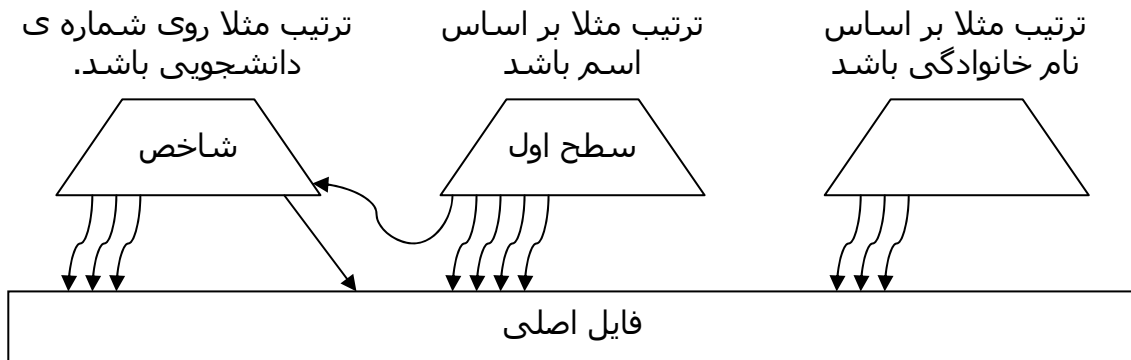 ترتیب مثلا بر اساس
نام خانوادگی باشد
ترتیب مثلا بر اساس
اسم باشد
ترتیب مثلا روی شماره ی
دانشجویی باشد.
سطح اول
شاخص
فایل اصلی